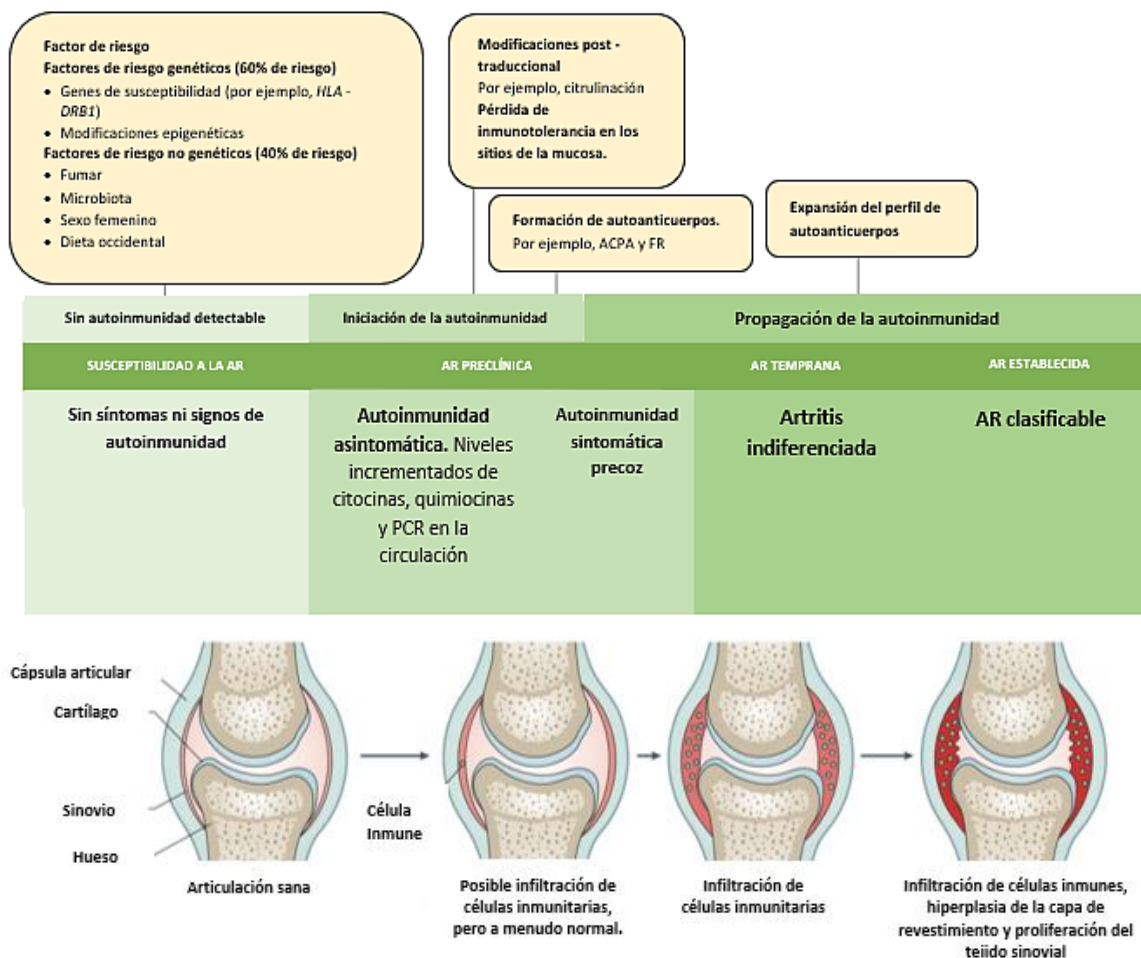 Factor de riesgo
Factores de riesgo genéticos (60% de riesgo)
• Genes de susceptibilidad (por ejemplo, HLA -
DRB1)
• Modificaciones epigenéticas
Factores de riesgo no genéticos (40% de riesgo)
• Fumar
• Microbiota
• Sexo femenino
• Dieta occidental
Modificaciones post -
traduccional
Por ejemplo, citrulinación
Pérdida de
inmunotolerancia en los
sitios de la mucosa.
Formación de autoanticuerpos.
Por ejemplo, ACPA y FR
Expansión del perfil de
autoanticuerpos
Sin autoinmunidad detectable
Iniciación de la autoinmunidad
Propagación de la autoinmunidad
SUSCEPTIBILIDAD A LA AR
AR PRECLÍNICA
AR TEMPRANA
AR ESTABLECIDA
Sin síntomas ni signos de
autoinmunidad
Autoinmunidad
asintomática. Niveles
incrementados de
citocinas, quimiocinas
y PCR en la
circulación
Autoinmunidad
sintomática
precoz
Artritis
indiferenciada
AR clasificable
Cápsula articular
Cartílago
Sinovio
Hueso
Célula
Inmune
Articulación sana
Posible infiltración de
células inmunitarias,
pero a menudo normal.
Infiltración de
células inmunitarias
Infiltración de células inmunes,
hiperplasia de la capa de
revestimiento y proliferación del
tejido sinovial